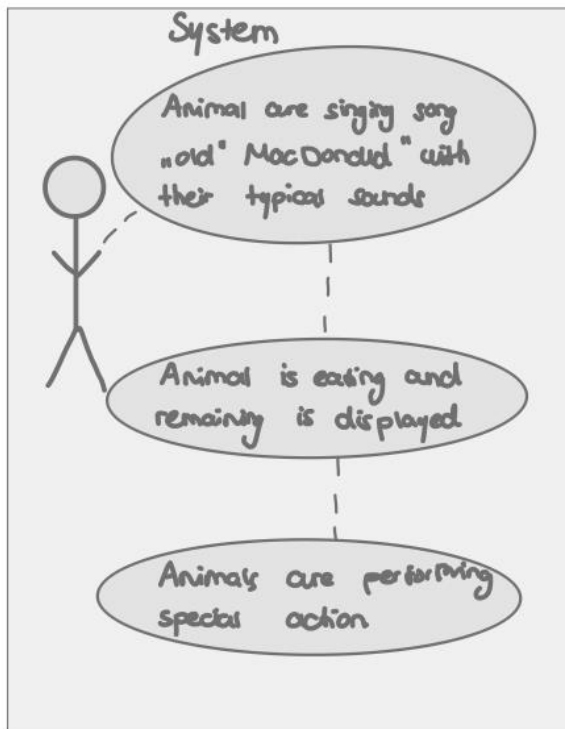 System
Animal are singing song
„old" MacDonald" with
their typical sounds
Animal is eating and
remaining is displayed
Animals are performing
special action